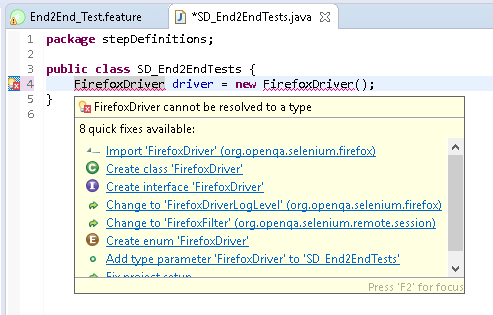 End2End_Test.feature
*SD_End2EndTests.java
1 package stepDefinitions;
2
3 public class SD_End2EndTests {
4 FirefoxDriver driver = new FirefoxDriver();
5 }
6
FirefoxDriver cannot be resolved to a type
8 quick fixes available:
Import 'FirefoxDriver' (org.openqa.selenium.firefox)
Create class 'FirefoxDriver'
Create interface 'FirefoxDriver'
Change to 'FirefoxDriverLogLevel' (org.openqa.selenium.firefox)
Change to 'FirefoxFilter' (org.openqa.selenium.remote.session)
Create enum 'FirefoxDriver'
Add type parameter 'FirefoxDriver' to 'SD_End2EndTests'
Fix project setup
Press 'F2' for focus